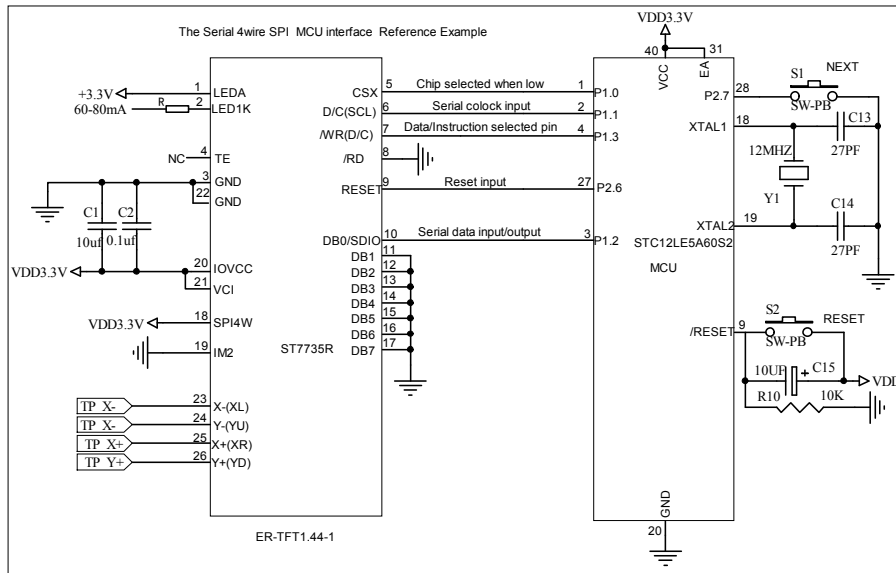 The Serial 4wire SPI MCU interface Reference Example
+3.3V 1 LEDA
60-80mA R 2 LED1K
NC 4 TE
3 GND
22 GND
C1 C2
10uf 0.1uf
VDD3.3V 20 IOVCC
21 VCI
VDD3.3V 18 SPI4W
19 IM2
ST7735R
TP X- 23 X-(XL)
TP X- 24 Y-(YU)
TP X+ 25 X+(XR)
TP Y+ 26 Y+(YD)
ER-TFT1.44-1
CSX 5 Chip selected when low 1 P1.0
D/C(SCL) 6 Serial colock input 2 P1.1
/WR(D/C) 7 Data/Instruction selected pin 4 P1.3
/RD 8
RESET 9 Reset input 27 P2.6
DB0/SDIO 10 Serial data input/output 3 P1.2
DB1 11
DB2 12
DB3 13
DB4 14
DB5 15
DB6 16
DB7 17
VDD3.3V
40 31
VCC EA
P2.7 28 S1 NEXT
SW-PB
XTAL1 18 C13
27PF
12MHZ
Y1
XTAL2 19 C14
27PF
STC12LE5A60S2
MCU
/RESET 9 S2 RESET
SW-PB
10UF + C15
VDD
R10 10K
GND
20